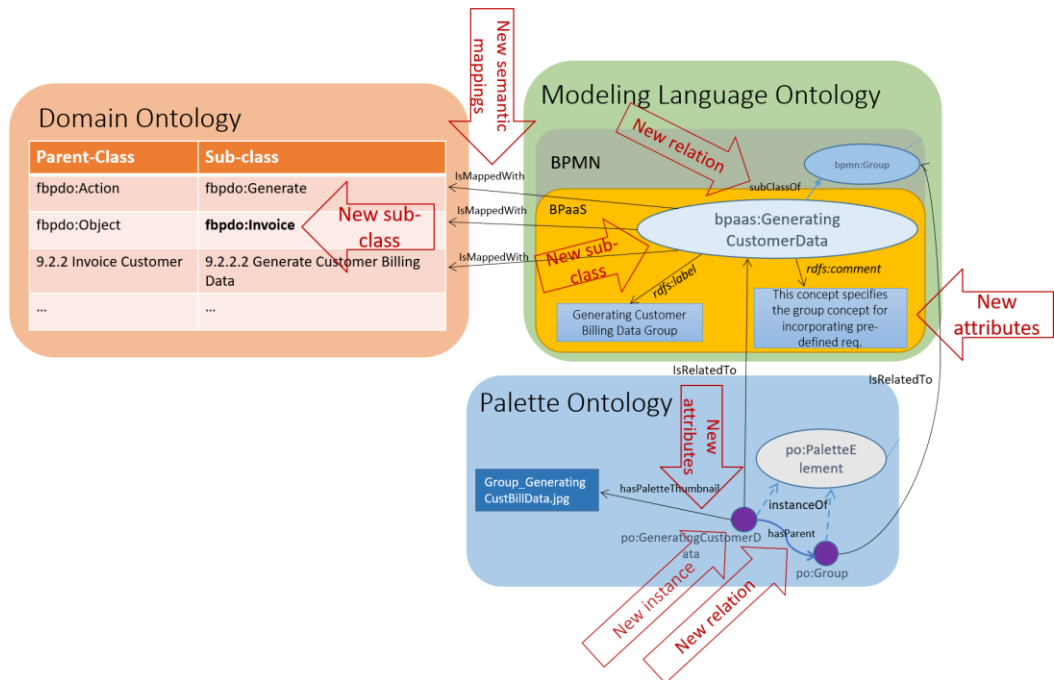 New semantic
mappings
Domain Ontology
Parent-Class Sub-class
fbpdo:Action fbpdo:Generate
fbpdo:Object fbpdo:Invoice
9.2.2 Invoice Customer 9.2.2.2 Generate Customer Billing
Data
... ...
New sub-
class
IsMappedWith
IsMappedWith
IsMappedWith
Modeling Language Ontology
BPMN
New relation
bpmn:Group
subClassOf
BPaaS
bpaas:Generating
CustomerData
New sub-
class
rdfs:label
rdfs:comment
Generating Customer
Billing Data Group
This concept specifies
the group concept for
incorporating pre-
defined req.
New
attributes
IsRelatedTo
IsRelatedTo
Palette Ontology
New
attributes
po:PaletteE
lement
Group_Generating
CustBillData.jpg
hasPaletteThumbnail
instanceOf
po:GeneratingCustomerD
ata
hasParent
po:Group
New instance
New relation